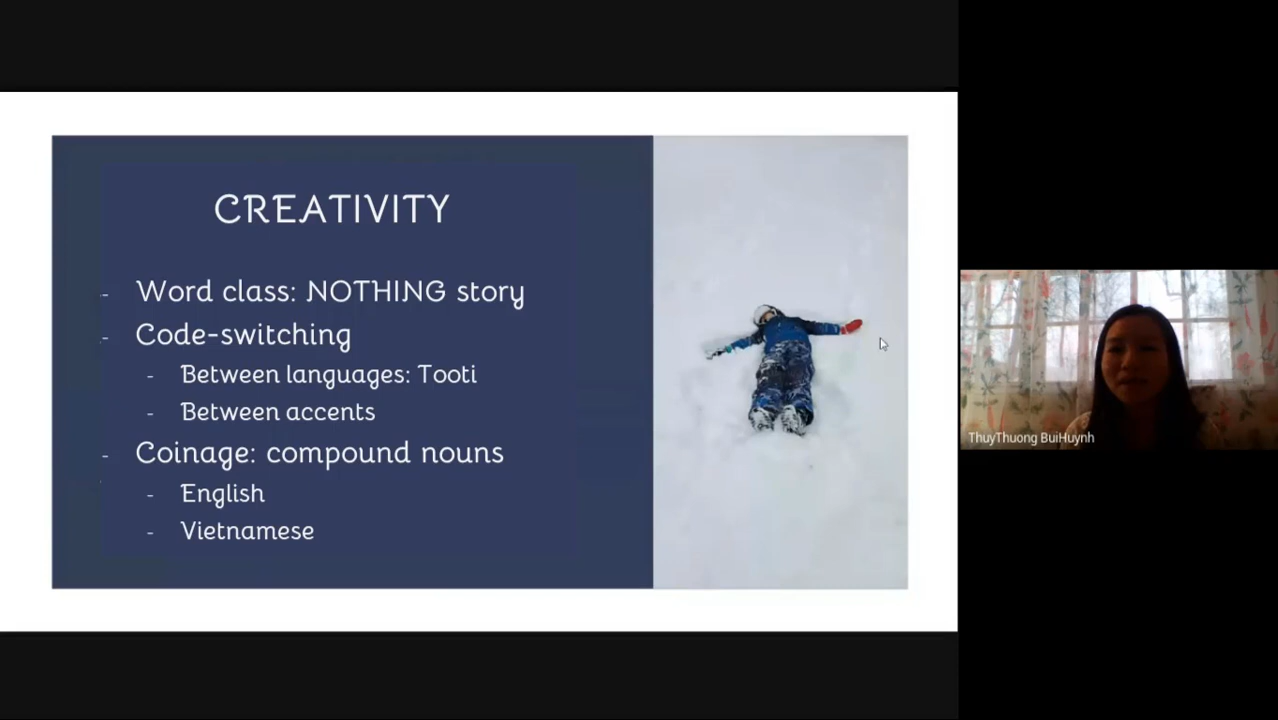 CREATIVITY
- Word class: NOTHING story
- Code-switching
- Between languages: Tooti
- Between accents
- Coinage: compound nouns
- English
- Vietnamese
ThuyThuong BuiHuynh